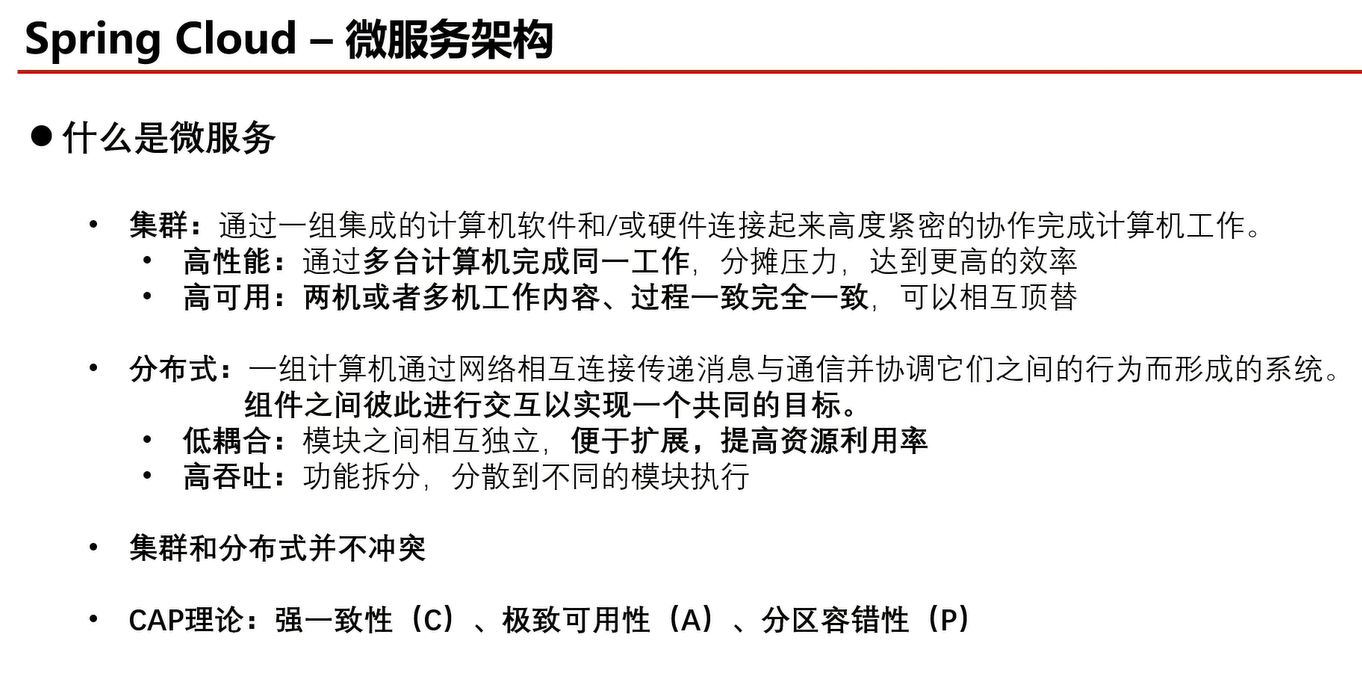 Spring Cloud – 微服务架构
● 什么是微服务
• 集群：通过一组集成的计算机软件和/或硬件连接起来高度紧密的协作完成计算机工作。
• 高性能：通过多台计算机完成同一工作，分摊压力，达到更高的效率
• 高可用：两机或者多机工作内容、过程一致完全一致，可以相互顶替
• 分布式：一组计算机通过网络相互连接传递消息与通信并协调它们之间的行为而形成的系统。
组件之间彼此进行交互以实现一个共同的目标。
• 低耦合：模块之间相互独立，便于扩展，提高资源利用率
• 高吞吐：功能拆分，分散到不同的模块执行
• 集群和分布式并不冲突
• CAP理论：强一致性（C）、极致可用性（A）、分区容错性（P）